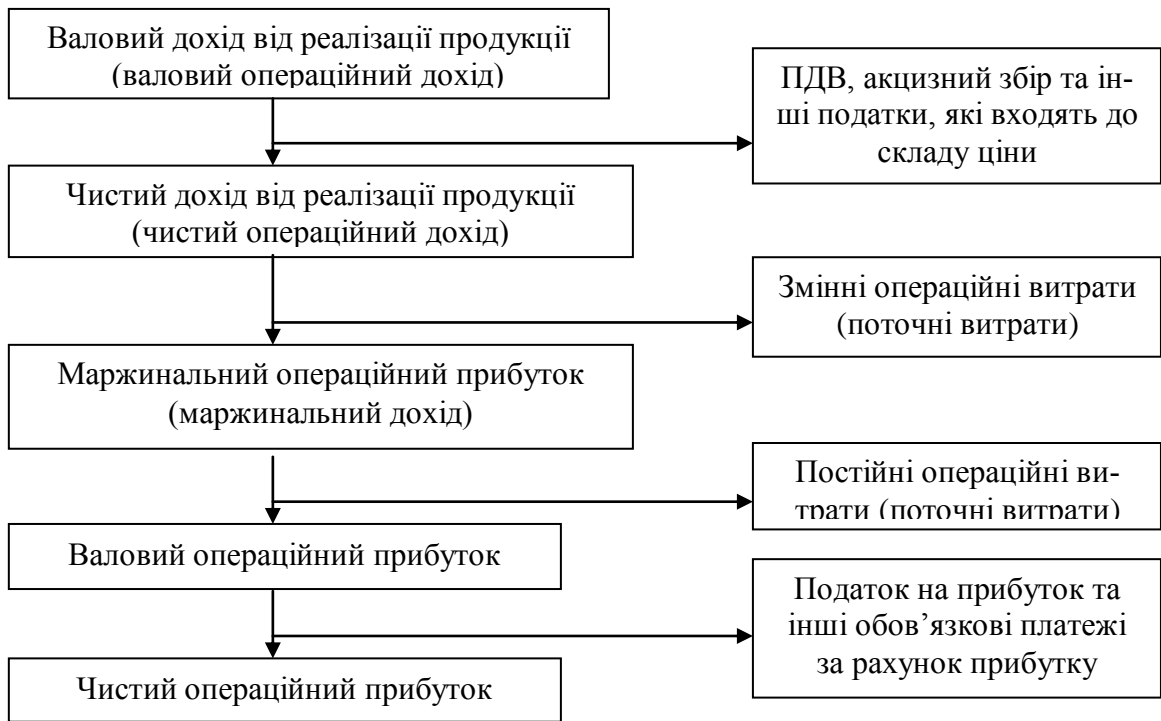 Валовий дохід від реалізації продукції
(валовий операційний дохід)
ПДВ, акцизний збір та ін-
ші податки, які входять до
складу ціни
Чистий дохід від реалізації продукції
(чистий операційний дохід)
Змінні операційні витрати
(поточні витрати)
Маржинальний операційний прибуток
(маржинальний дохід)
Постійні операційні ви-
трати (поточні витрати)
Валовий операційний прибуток
Податок на прибуток та
інші обов’язкові платежі
за рахунок прибутку
Чистий операційний прибуток